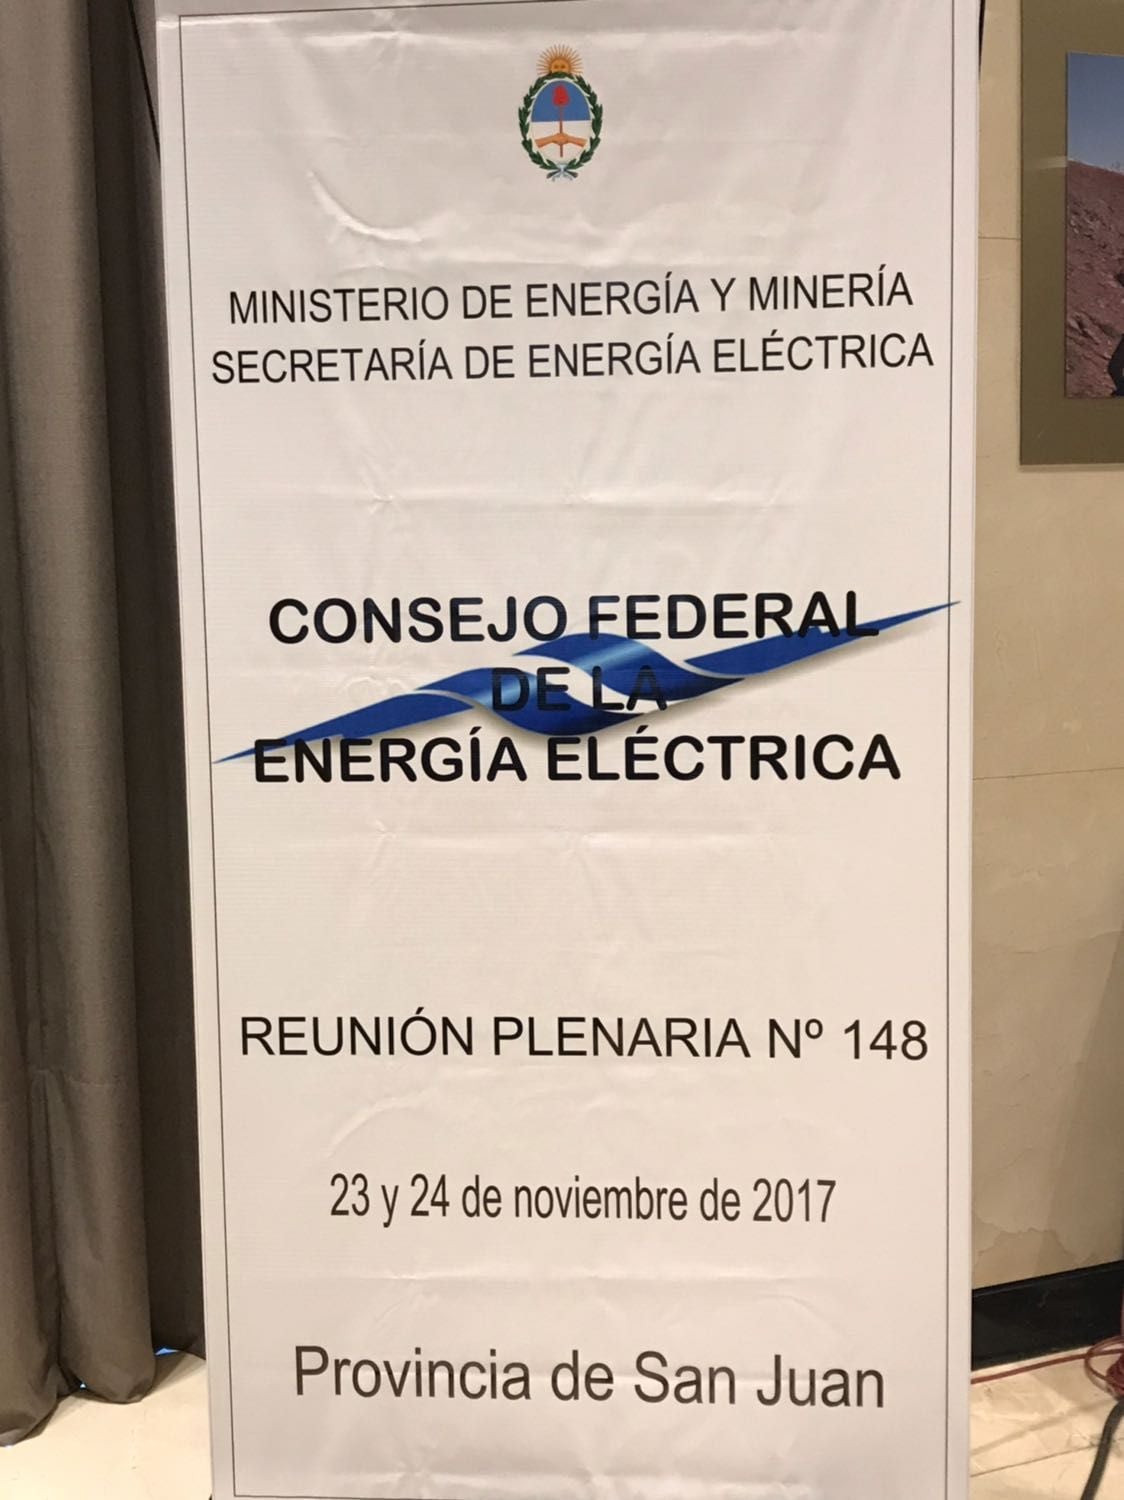 MINISTERIO DE ENERGÍA Y MINERÍA
SECRETARÍA DE ENERGÍA ELÉCTRICA
CONSEJO FEDERAL
DE LA
ENERGÍA ELÉCTRICA
REUNIÓN PLENARIA Nº 148
23 y 24 de noviembre de 2017
Provincia de San Juan